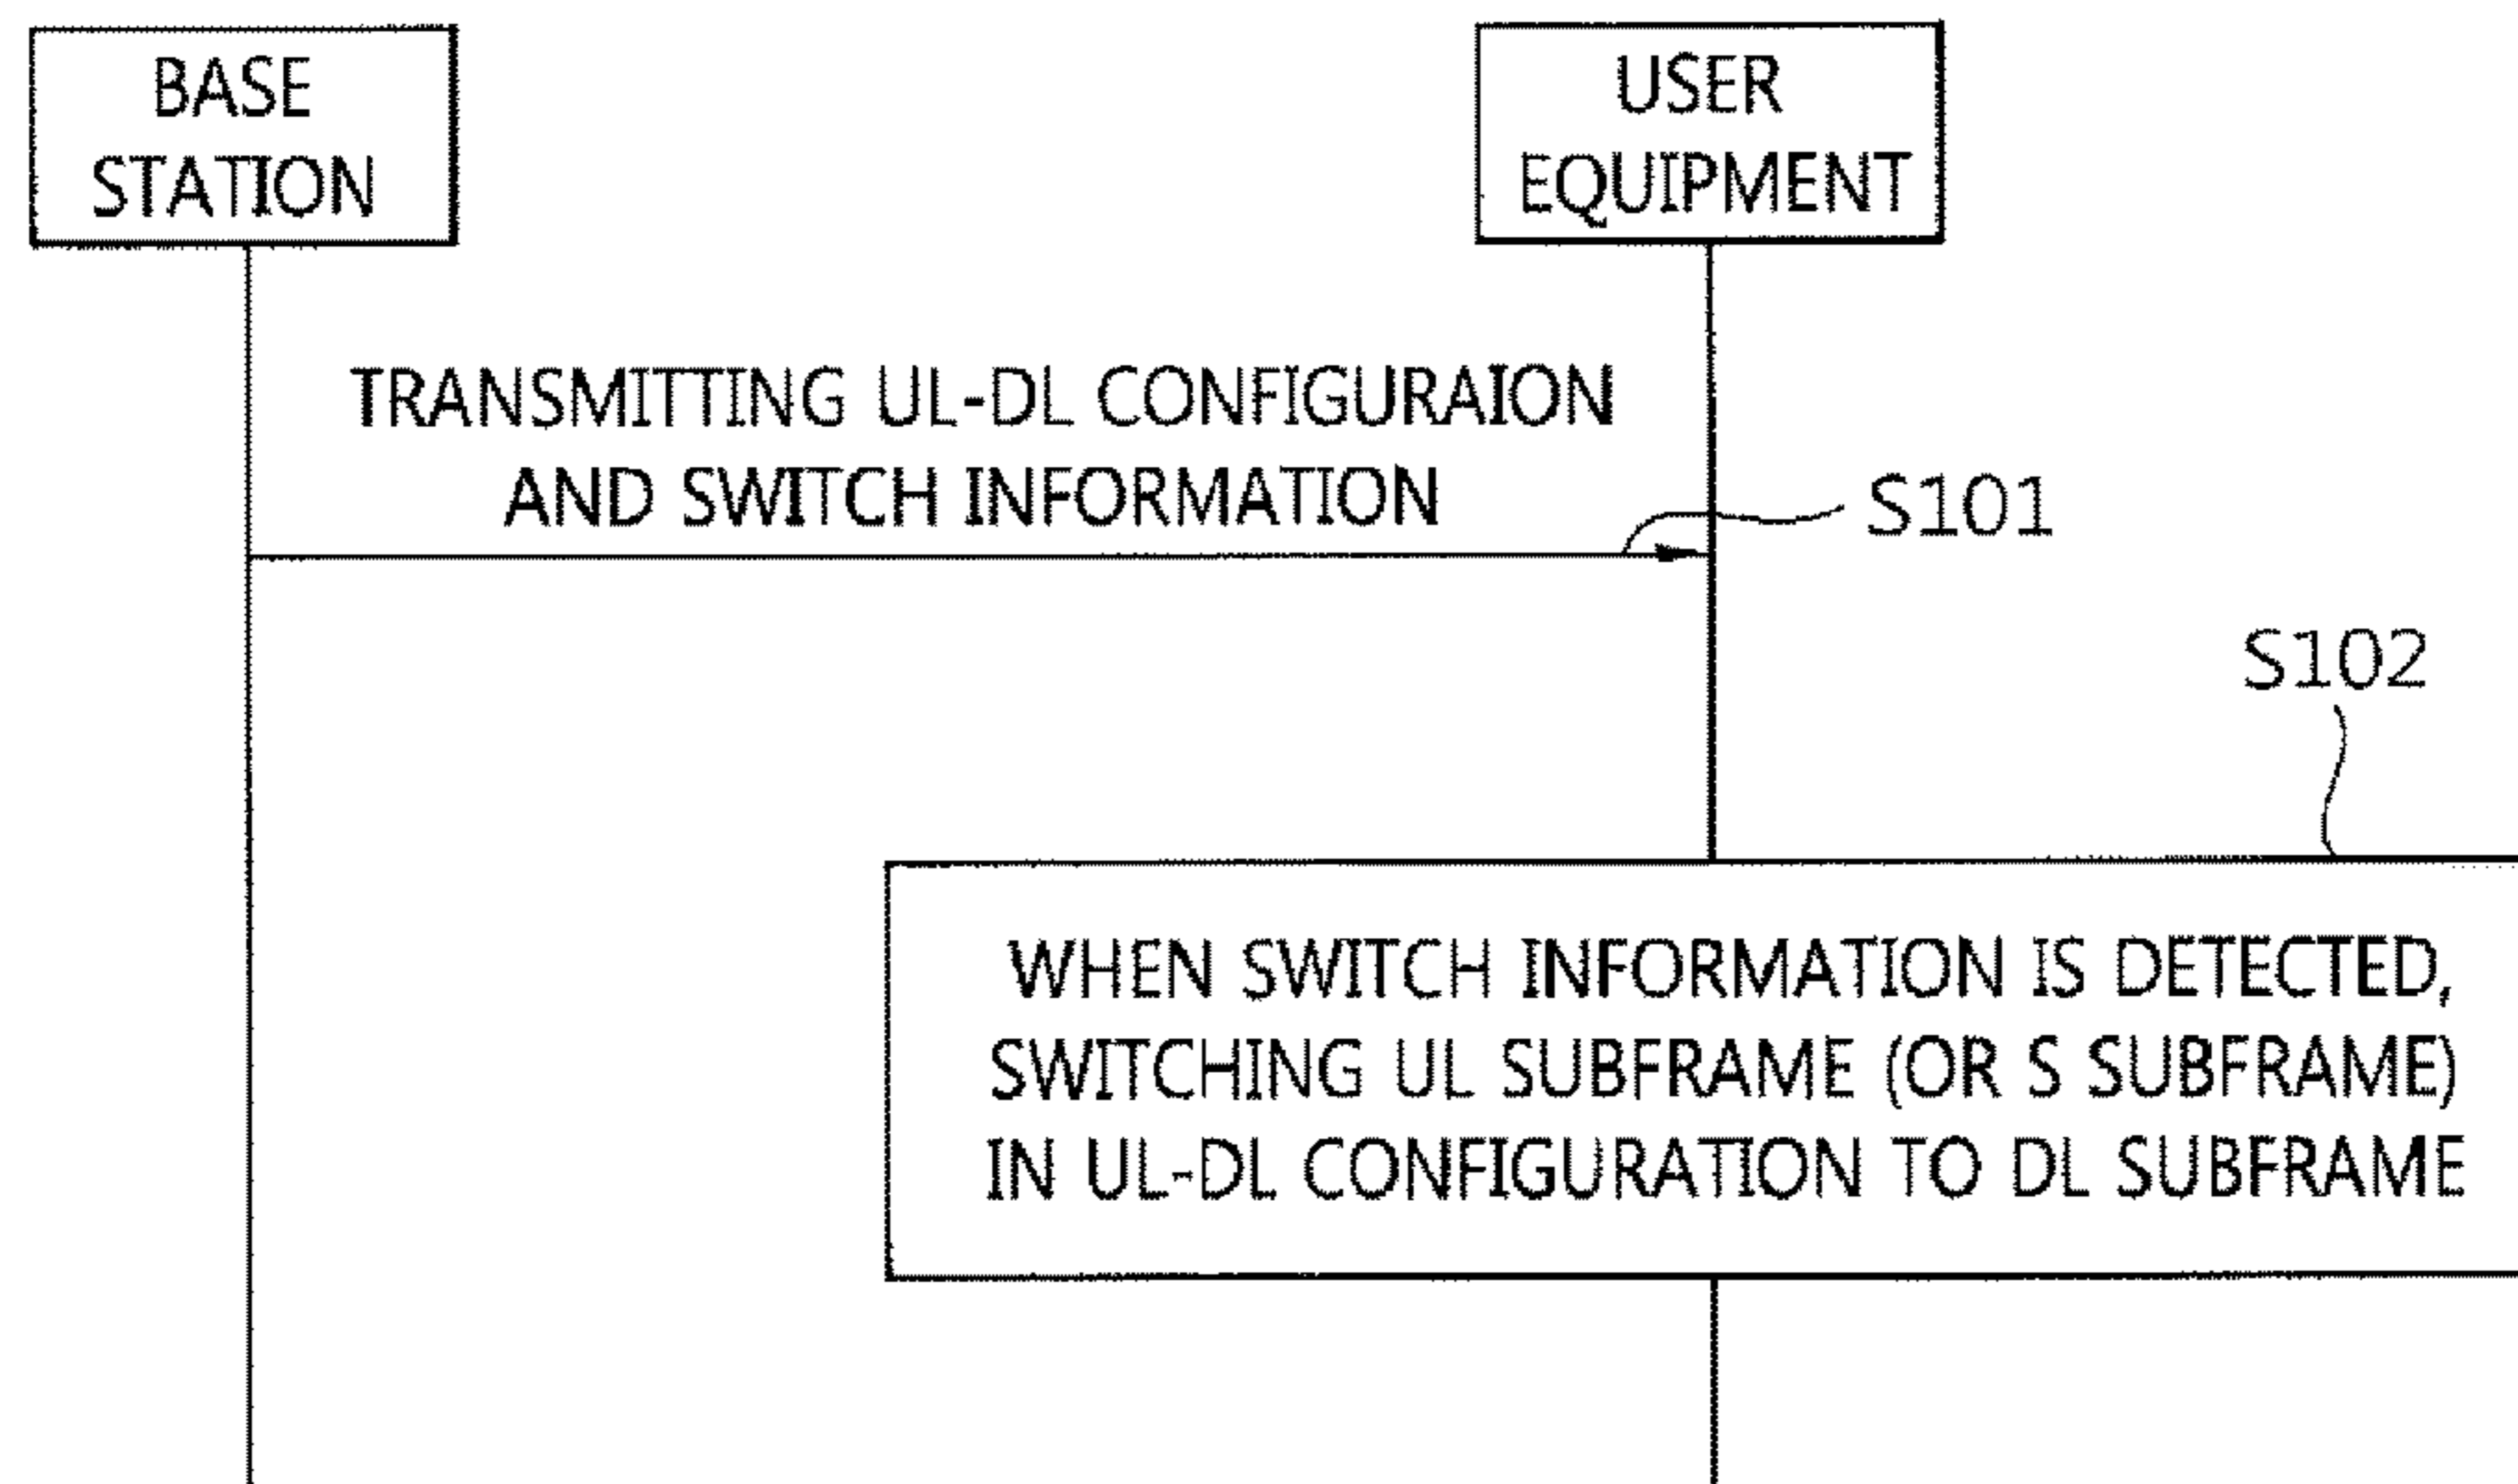 BASE
STATION
USER
EQUIPMENT
TRANSMITTING UL-DL CONFIGURAION
AND SWITCH INFORMATION
S101
S102
WHEN SWITCH INFORMATION IS DETECTED,
SWITCHING UL SUBFRAME (OR S SUBFRAME)
IN UL-DL CONFIGURATION TO DL SUBFRAME